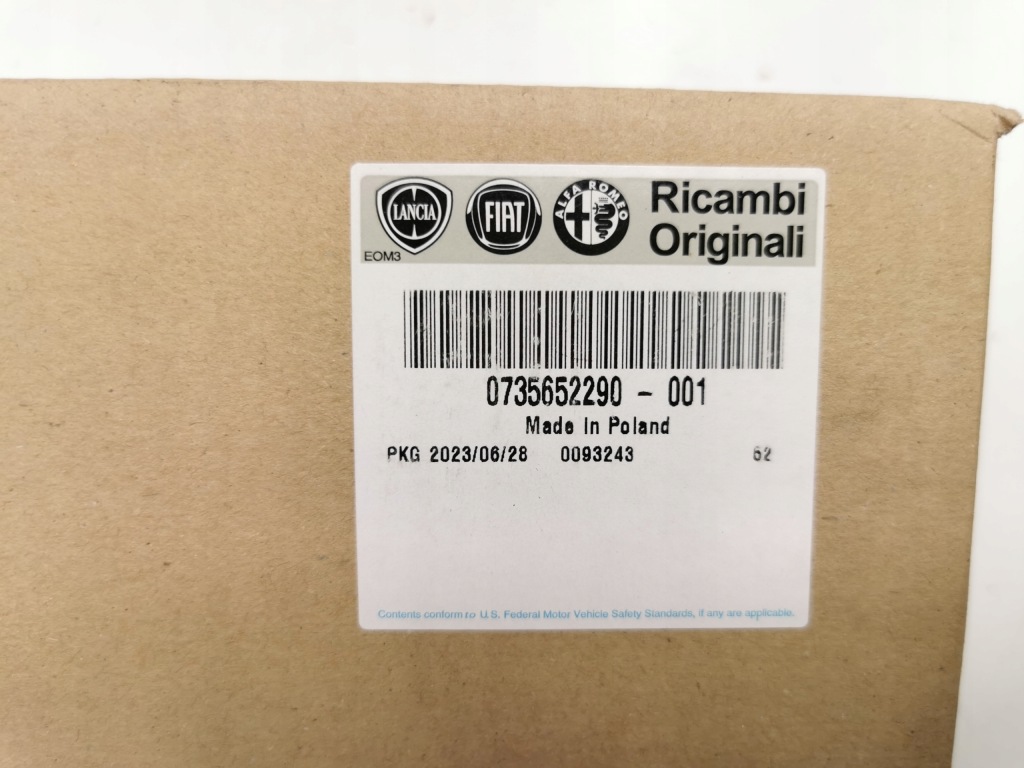 LANCIA FIAT ALFA ROMEO Ricambi
Originali
EOM3
0735652290 - 001
Made In Poland
PKG 2023/06/28 0093243 62
Contents conform to U.S. Federal Motor Vehicle Safety Standards, if any are applicable.